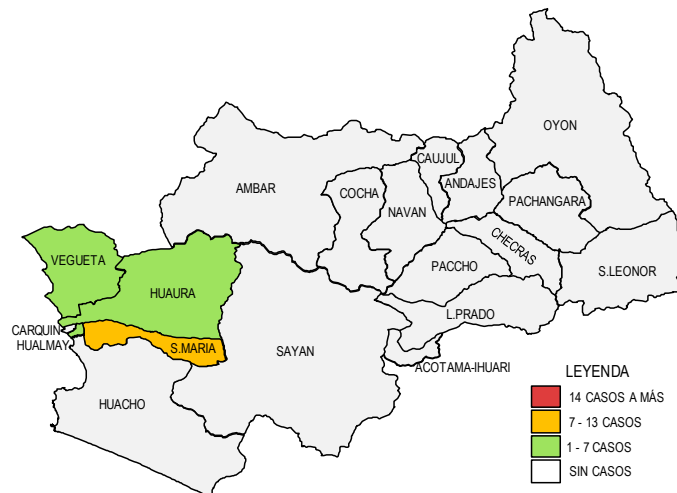 OYON
CAUJUL
AMBAR
COCHA
ANDAJES
NAVAN
PACHANGARA
CHECRAS
VEGUETA
PACCHO
S.LEONOR
HUAURA
L.PRADO
CARQUIN
HUALMAY
S.MARIA
SAYAN
ACOTAMA-IHUARI
HUACHO
LEYENDA
14 CASOS A MÁS
7 - 13 CASOS
1 - 7 CASOS
SIN CASOS